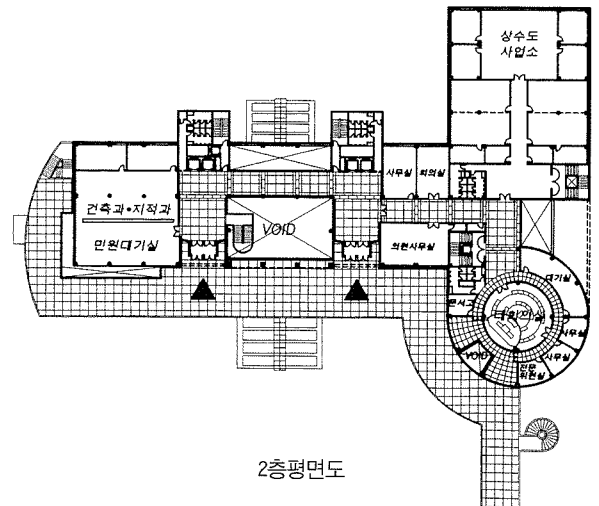 상수도
사업소
사무실
회의실
건축과•지적과
민원대기실
VOID
의원사무실
대기실
문서고
대회의실
사무실
사무실
VOID
전문
위원실
2층평면도